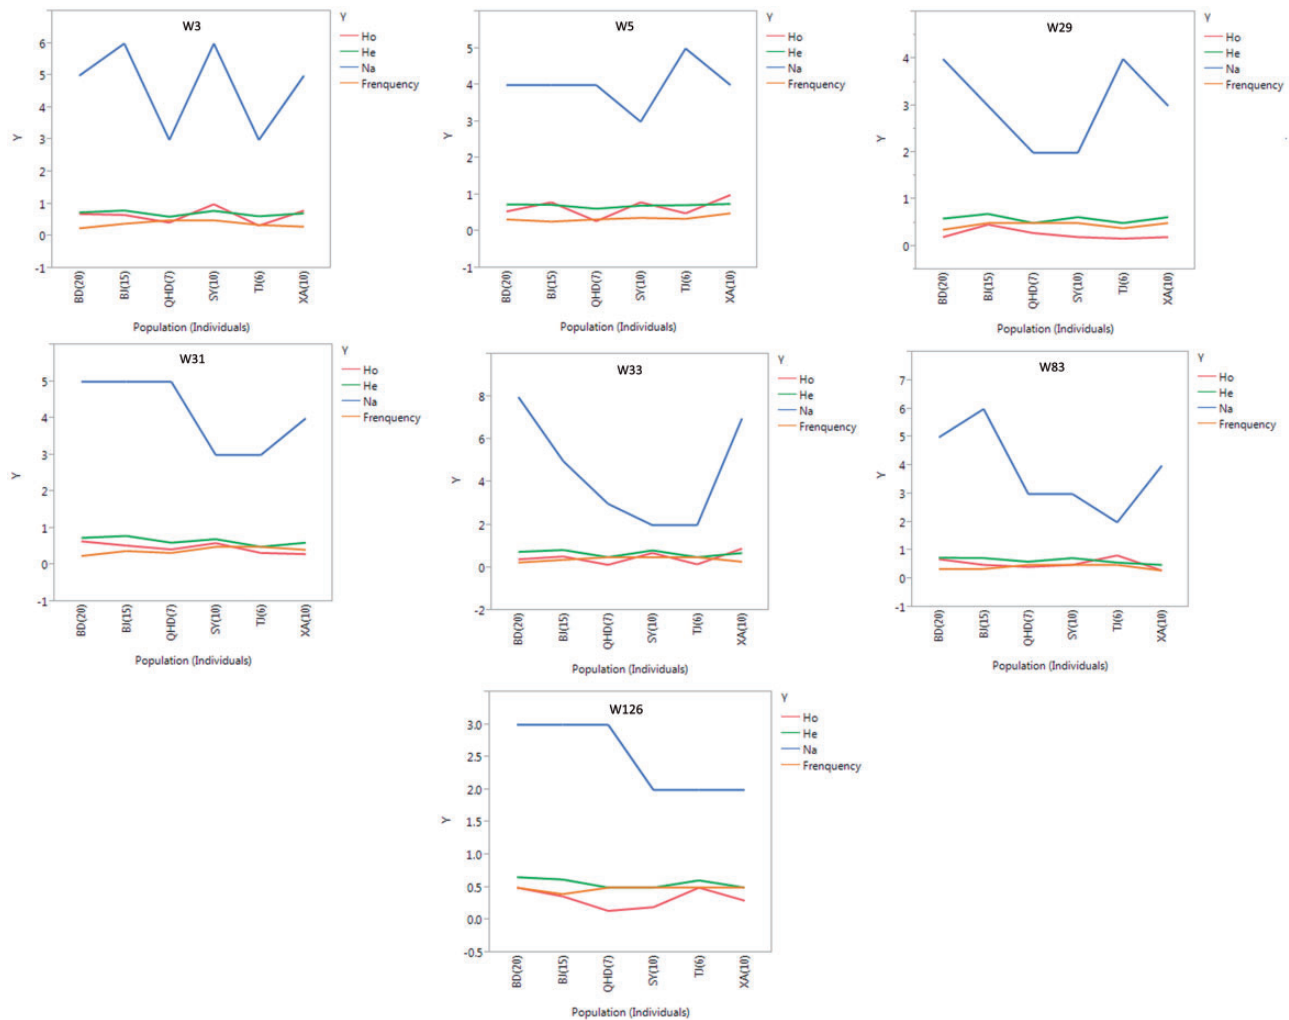 W3
Y
Ho
He
Na
Frenquency
6
5
4
3
2
1
0
-1
Y
BD(20)
BJ(15)
QHD(7)
SY(10)
TJ(6)
XA(10)
Population (Individuals)
W5
Y
Ho
He
Na
Frenquency
5
4
3
2
1
0
-1
Y
BD(20)
BJ(15)
QHD(7)
SY(10)
TJ(6)
XA(10)
Population (Individuals)
W29
Y
Ho
He
Na
Frenquency
4
3
2
1
0
Y
BD(20)
BJ(15)
QHD(7)
SY(10)
TJ(6)
XA(10)
Population (Individuals)
W31
Y
Ho
He
Na
Frenquency
5
4
3
2
1
0
-1
Y
BD(20)
BJ(15)
QHD(7)
SY(10)
TJ(6)
XA(10)
Population (Individuals)
W33
Y
Ho
He
Na
Frenquency
8
6
4
2
0
-2
Y
BD(20)
BJ(15)
QHD(7)
SY(10)
TJ(6)
XA(10)
Population (Individuals)
W83
Y
Ho
He
Na
Frenquency
7
6
5
4
3
2
1
0
-1
Y
BD(20)
BJ(15)
QHD(7)
SY(10)
TJ(6)
XA(10)
Population (Individuals)
W126
Y
Ho
He
Na
Frenquency
3.0
2.5
2.0
1.5
1.0
0.5
0.0
-0.5
Y
BD(20)
BJ(15)
QHD(7)
SY(10)
TJ(6)
XA(10)
Population (Individuals)